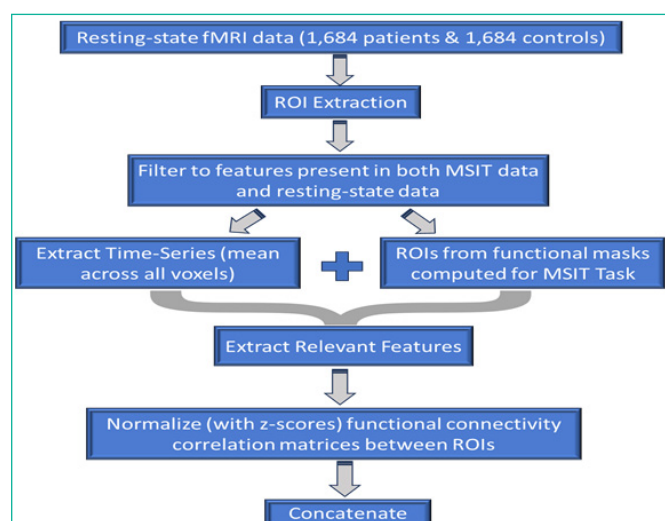 Resting-state fMRI data (1,684 patients & 1,684 controls)
ROI Extraction
Filter to features present in both MSIT data
and resting-state data
Extract Time-Series (mean
across all voxels)
ROIs from functional masks
computed for MSIT Task
Extract Relevant Features
Normalize (with z-scores) functional connectivity
correlation matrices between ROIs
Concatenate